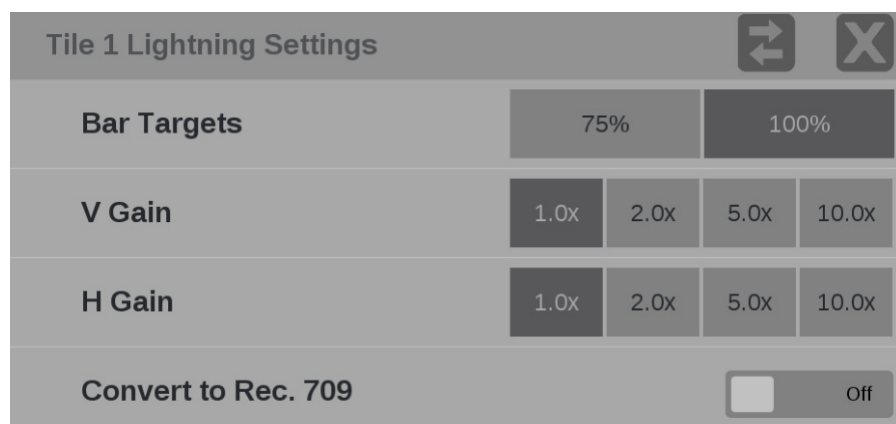 Tile 1 Lightning Settings
Bar Targets 75% 100%
V Gain 1.0x 2.0x 5.0x 10.0x
H Gain 1.0x 2.0x 5.0x 10.0x
Convert to Rec. 709 Off